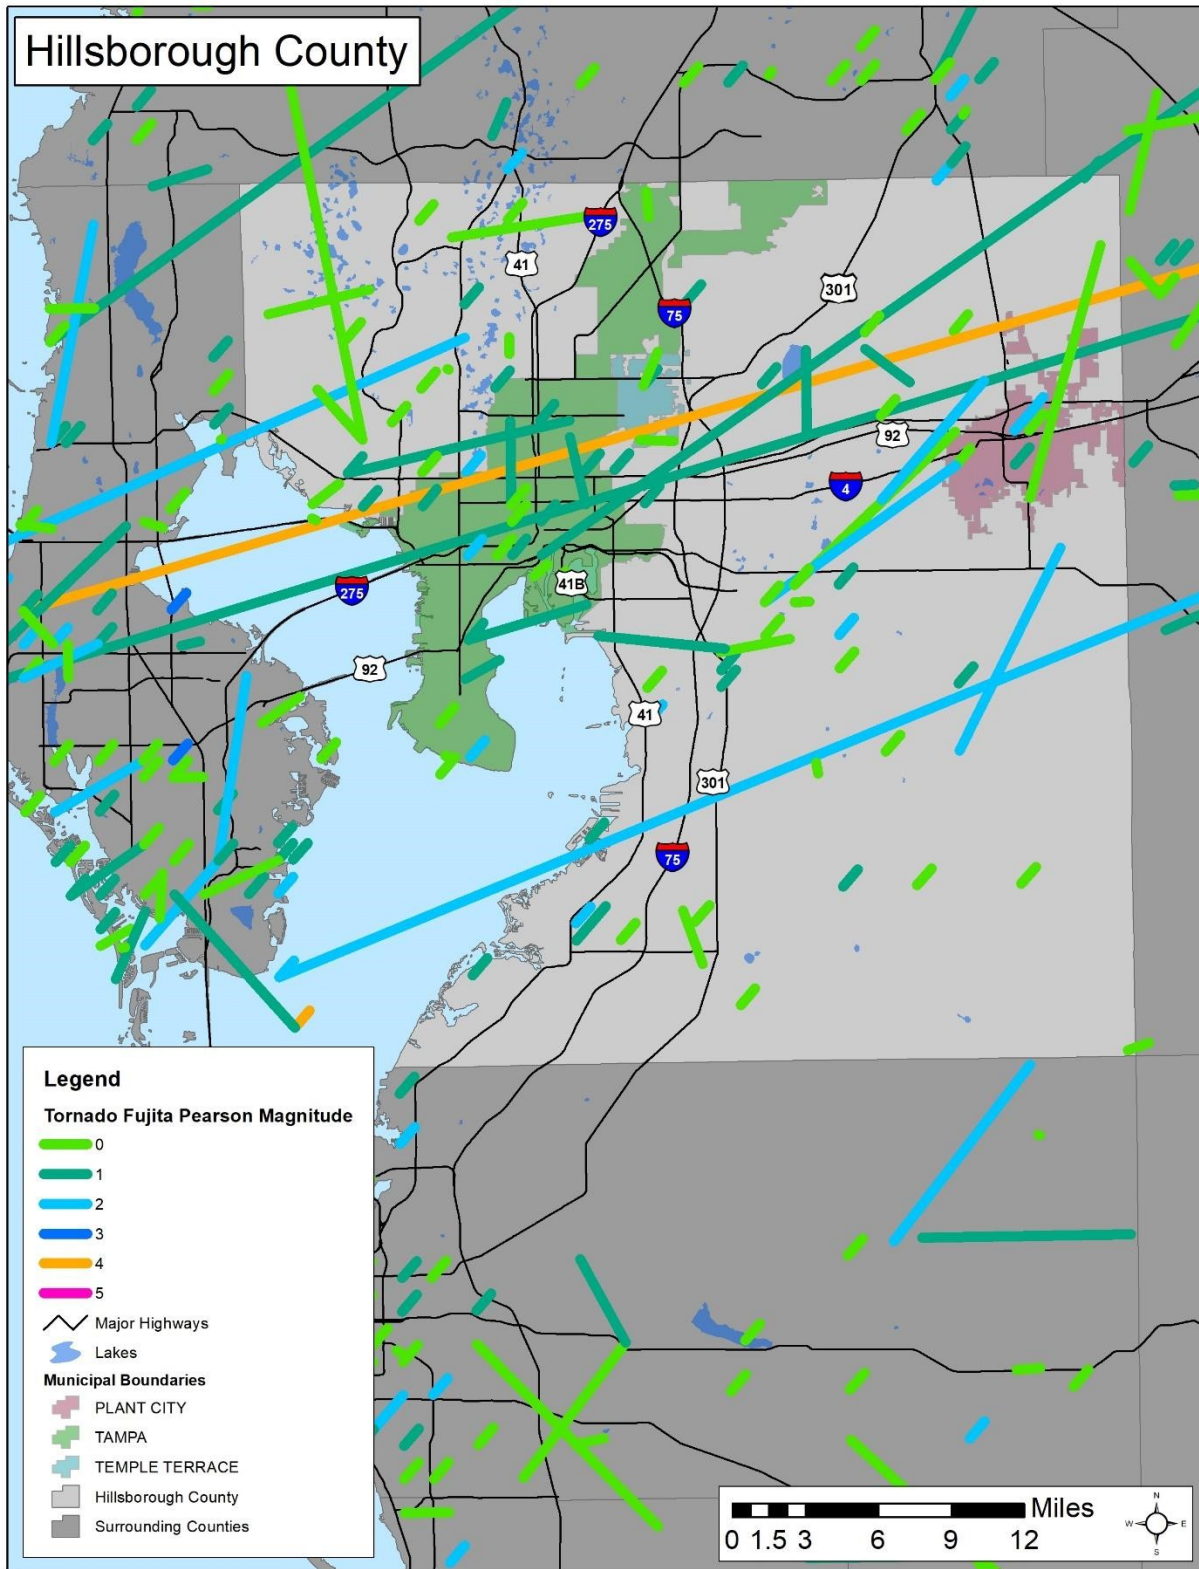 Hillsborough County
275
41
301
75
92
4
41B
275
92
41
301
75
Legend
Tornado Fujita Pearson Magnitude
0
1
2
3
4
5
Major Highways
Lakes
Municipal Boundaries
PLANT CITY
TAMPA
TEMPLE TERRACE
Hillsborough County
Surrounding Counties
Miles
0 1.5 3 6 9 12
N
W E
S